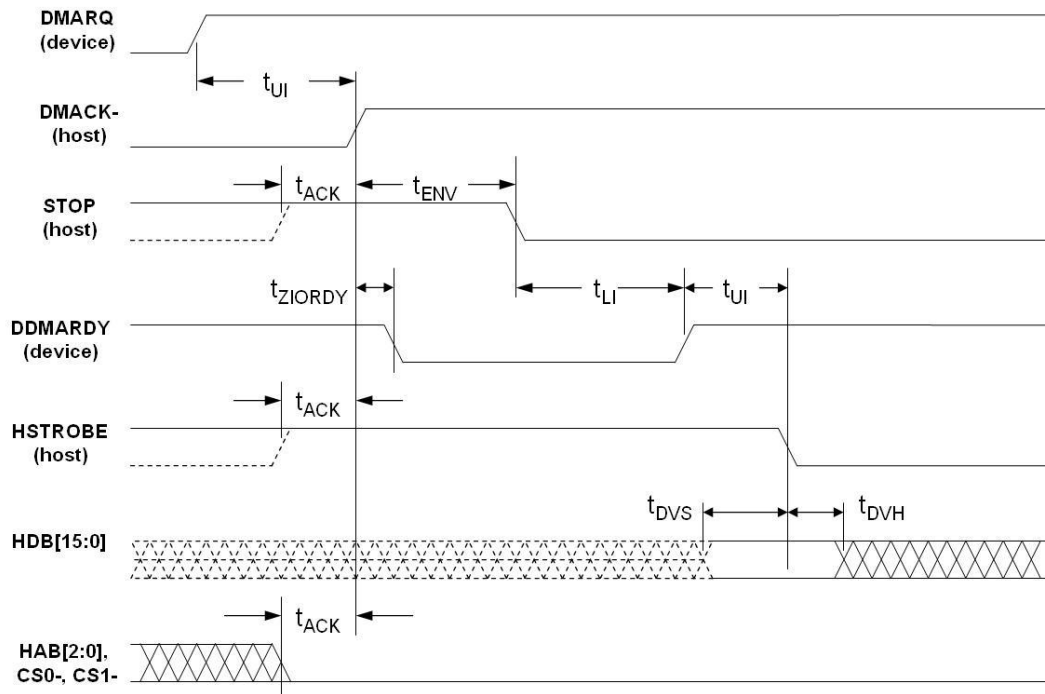 DMARQ
(device)
tUI
DMACK-
(host)
tACK
tENV
STOP
(host)
tZIORDY
tLI
tUI
DDMARDY
(device)
tACK
HSTROBE
(host)
tDVS
tDVH
HDB[15:0]
tACK
HAB[2:0],
CS0-, CS1-